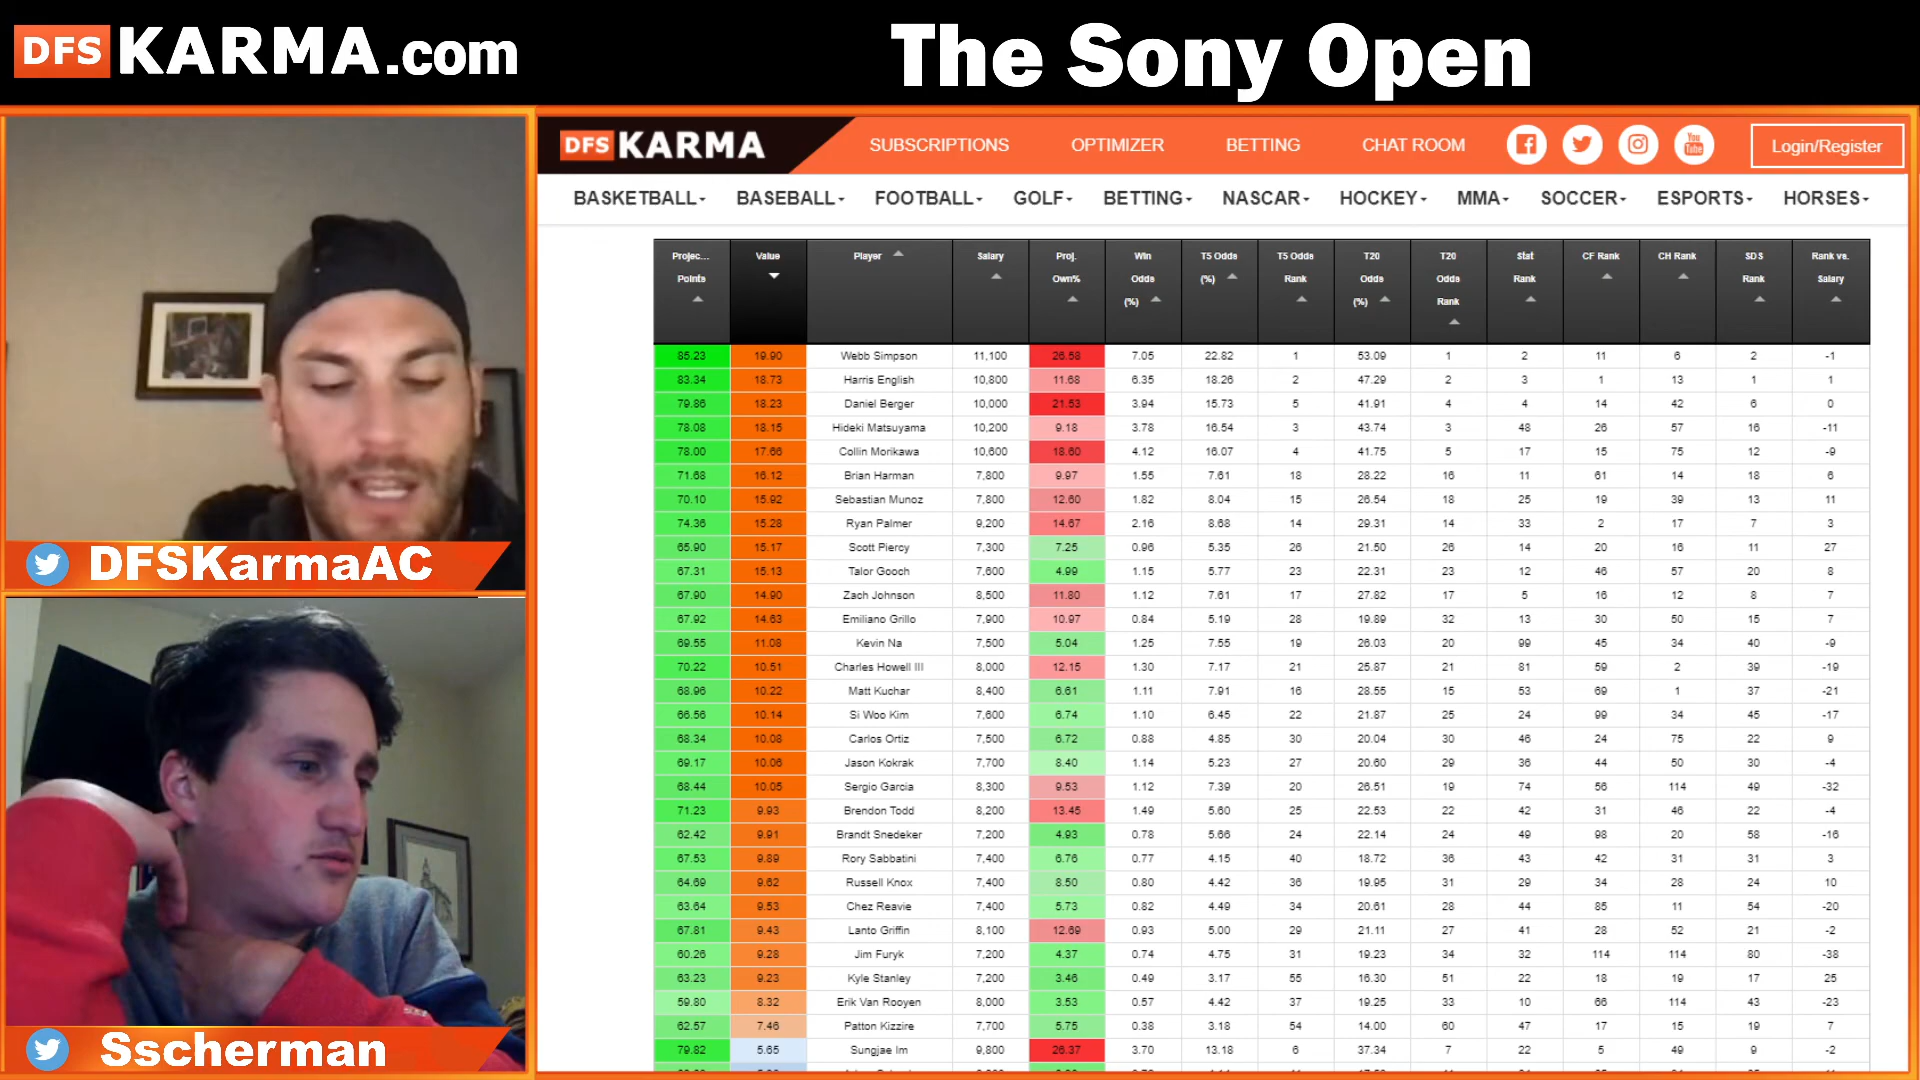 DFS KARMA.com
The Sony Open
DFSKarmaAC
Sscherman
DFS KARMA SUBSCRIPTIONS OPTIMIZER BETTING CHAT ROOM You Tube Login/Register
BASKETBALL BASEBALL FOOTBALL GOLF BETTING NASCAR HOCKEY MMA SOCCER ESPORTS HORSES
Projec... Points Value Player Salary Proj. Own% Win Odds (%) T5 Odds (%) T5 Odds Rank T20 Odds (%) T20 Odds Rank Stat Rank CF Rank CH Rank SDS Rank Rank vs. Salary
85.23 19.90 Webb Simpson 11,100 26.58 7.05 22.82 1 53.09 1 2 11 6 2 -1
83.34 18.73 Harris English 10,800 11.68 6.35 18.26 2 47.29 2 3 1 13 1 1
79.86 18.23 Daniel Berger 10,000 21.53 3.94 15.73 5 41.91 4 4 14 42 6 0
78.08 18.15 Hideki Matsuyama 10,200 9.18 3.78 16.54 3 43.74 3 48 26 57 16 -11
78.00 17.66 Collin Morikawa 10,600 18.60 4.12 16.07 4 41.75 5 17 15 75 12 -9
71.68 16.12 Brian Harman 7,800 9.97 1.55 7.61 18 28.22 16 11 61 14 18 6
70.10 15.92 Sebastian Munoz 7,800 12.60 1.82 8.04 15 26.54 18 25 19 39 13 11
74.36 15.28 Ryan Palmer 9,200 14.67 2.16 8.68 14 29.31 14 33 2 17 7 3
65.90 15.17 Scott Piercy 7,300 7.25 0.96 5.35 26 21.50 26 14 20 16 11 27
67.31 15.13 Talor Gooch 7,600 4.99 1.15 5.77 23 22.31 23 12 46 57 20 8
67.90 14.90 Zach Johnson 8,500 11.80 1.12 7.61 17 27.82 17 5 16 12 8 7
67.92 14.63 Emiliano Grillo 7,900 10.97 0.84 5.19 28 19.89 32 13 30 50 15 7
69.55 11.08 Kevin Na 7,500 5.04 1.25 7.55 19 26.03 20 99 45 34 40 -9
70.22 10.51 Charles Howell III 8,000 12.15 1.30 7.17 21 25.87 21 81 59 2 39 -19
68.96 10.22 Matt Kuchar 8,400 6.61 1.11 7.91 16 28.55 15 53 69 1 37 -21
66.56 10.14 Si Woo Kim 7,600 6.74 1.10 6.45 22 21.87 25 24 99 34 45 -17
68.34 10.08 Carlos Ortiz 7,500 6.72 0.88 4.85 30 20.04 30 46 24 75 22 9
69.17 10.06 Jason Kokrak 7,700 8.40 1.14 5.23 27 20.60 29 36 44 50 30 -4
68.44 10.05 Sergio Garcia 8,300 9.53 1.12 7.39 20 26.51 19 74 56 114 49 -32
71.23 9.93 Brendon Todd 8,200 13.45 1.49 5.60 25 22.53 22 42 31 46 22 -4
62.42 9.91 Brandt Snedeker 7,200 4.93 0.78 5.66 24 22.14 24 49 98 20 58 -16
67.53 9.89 Rory Sabbatini 7,400 6.76 0.77 4.15 40 18.72 36 43 42 31 31 3
64.69 9.62 Russell Knox 7,400 8.50 0.80 4.42 36 19.95 31 29 34 28 24 10
63.64 9.53 Chez Reavie 7,400 5.73 0.82 4.49 34 20.61 28 44 85 11 54 -20
67.81 9.43 Lanto Griffin 8,100 12.69 0.93 5.00 29 21.11 27 41 28 52 21 -2
60.26 9.28 Jim Furyk 7,200 4.37 0.74 4.75 31 19.23 34 32 114 114 80 -38
63.23 9.23 Kyle Stanley 7,200 3.46 0.49 3.17 55 16.30 51 22 18 19 17 25
59.80 8.32 Erik Van Rooyen 8,000 3.53 0.57 4.42 37 19.25 33 10 66 114 43 -23
62.57 7.46 Patton Kizzire 7,700 5.75 0.38 3.18 54 14.00 60 47 17 15 19 7
79.82 5.65 Sungjae Im 9,800 26.37 3.70 13.18 6 37.34 7 22 5 49 9 -2